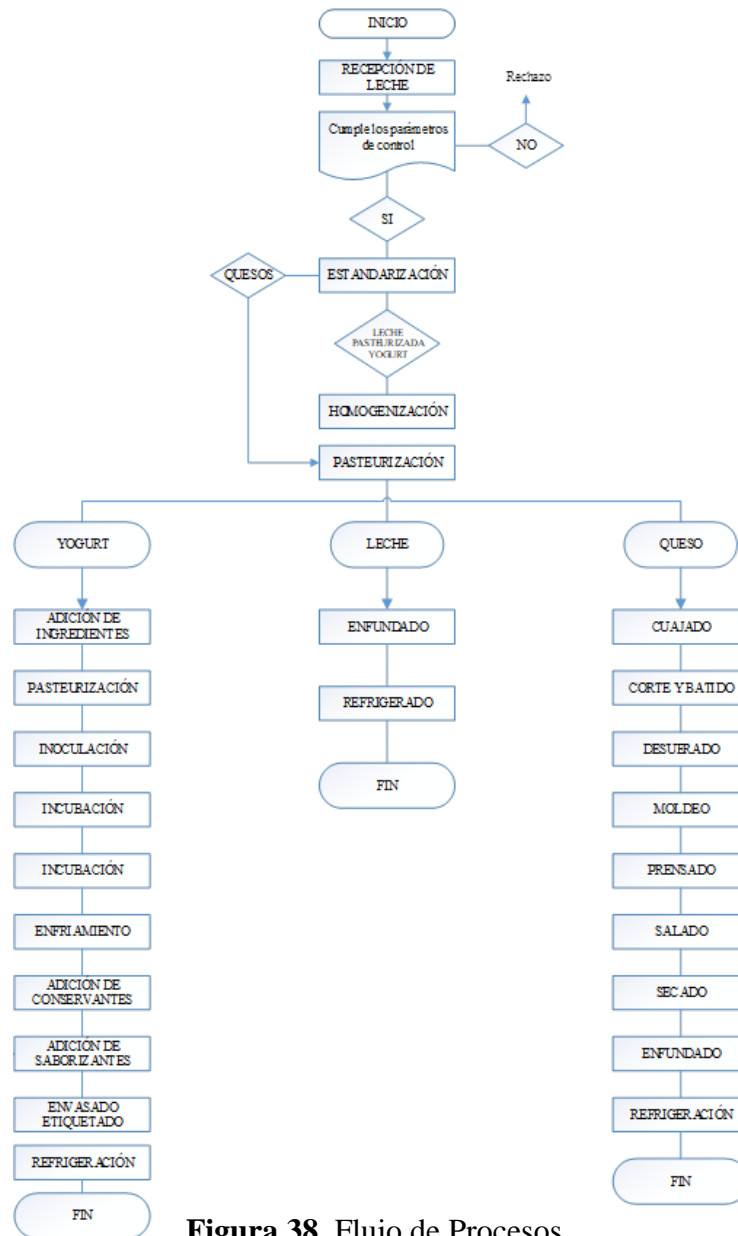 INICIO
RECEPCIÓN DE
LECHE
Rechazo
Cumple los parámetros
de control
NO
SI
QUESOS
ESTANDARIZACIÓN
LECHE
PASTEURIZADA
YOGURT
HOMOGENIZACIÓN
PASTEURIZACIÓN
YOGURT
ADICIÓN DE
INGREDIENTES
PASTEURIZACIÓN
INOCULACIÓN
INCUBACIÓN
INCUBACIÓN
ENFRIAMIENTO
ADICIÓN DE
CONSERVANTES
ADICIÓN DE
SABORIZANTES
ENVASADO
ETIQUETADO
REFRIGERACIÓN
FIN
LECHE
ENFUNDADO
REFRIGERADO
FIN
QUESO
CUAJADO
CORTE Y BATIDO
DESUERADO
MOLDEO
PRENSADO
SALADO
SECADO
ENFUNDADO
REFRIGERACIÓN
FIN
Figura 38. Flujo de Procesos